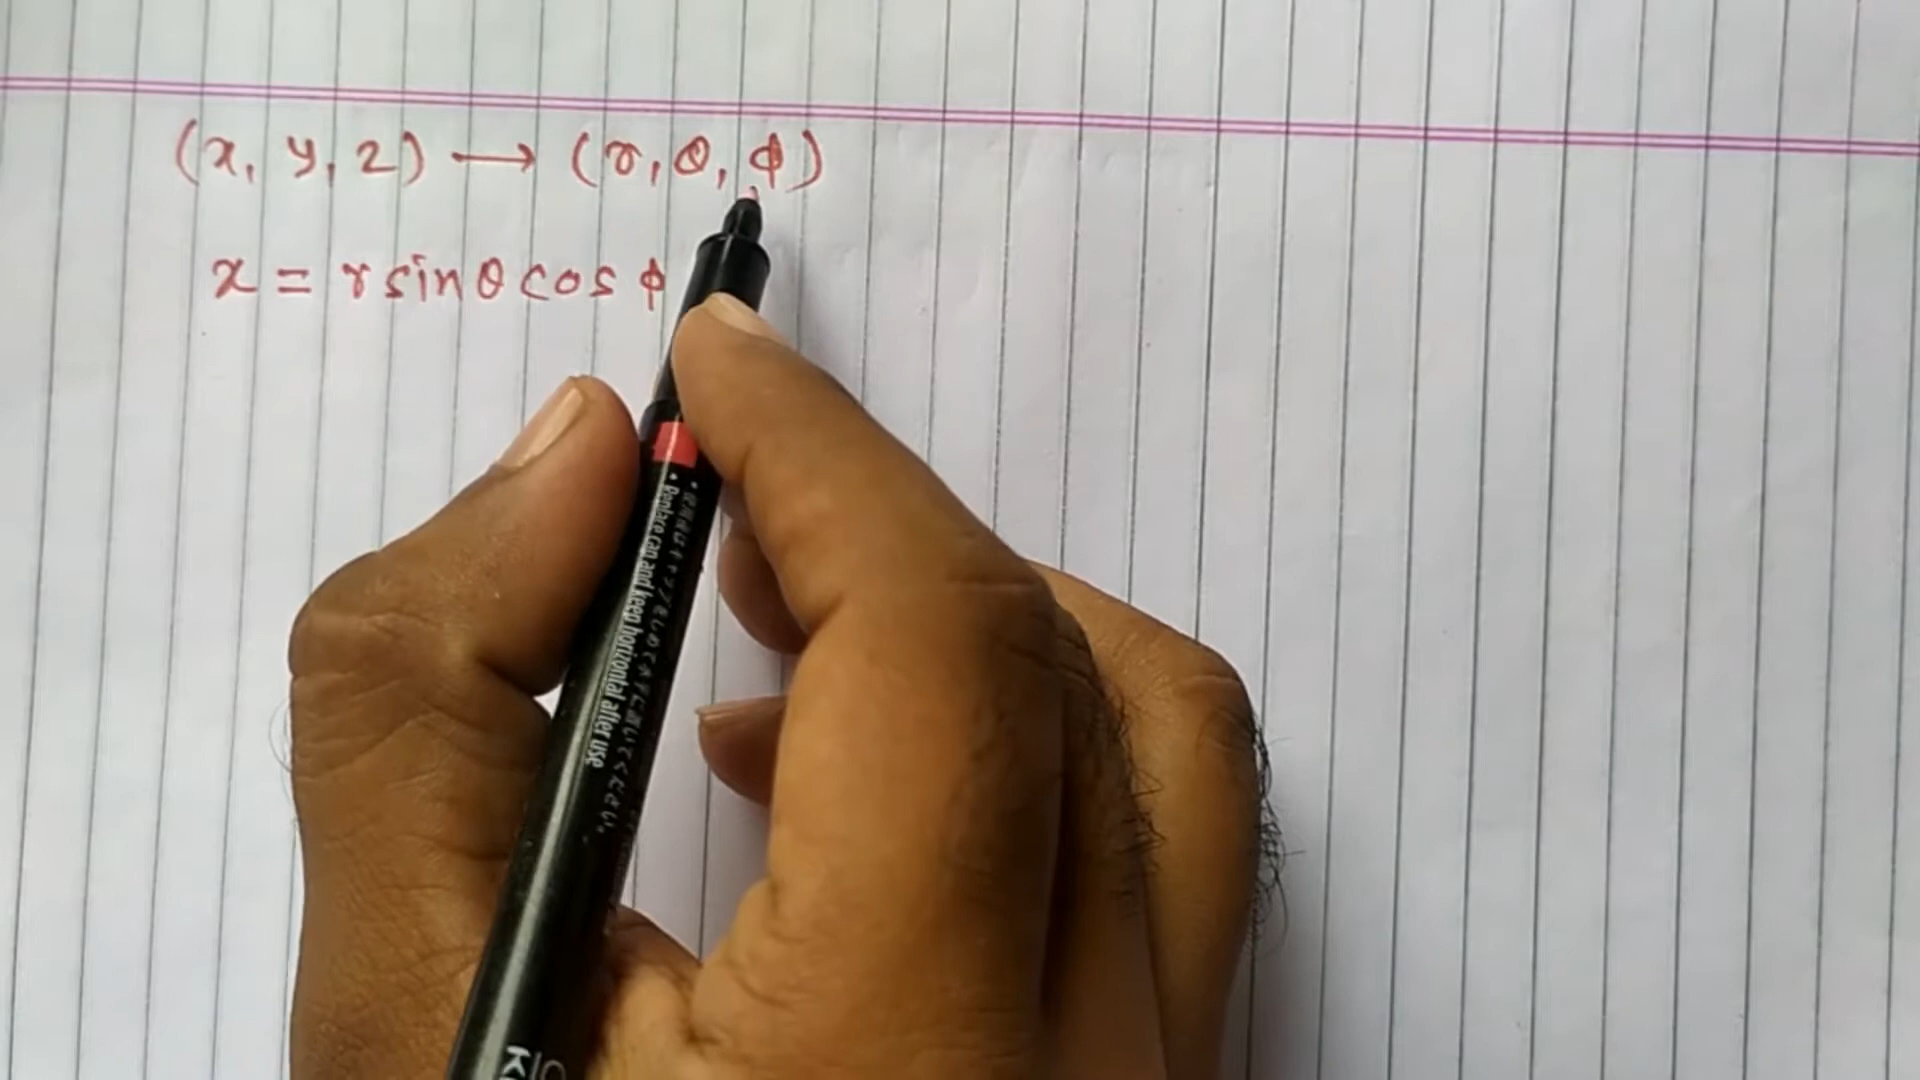 (x, y, z) → (r, θ, φ)
x = r sinθ cos φ
• Replace cap and keep horizontal after use